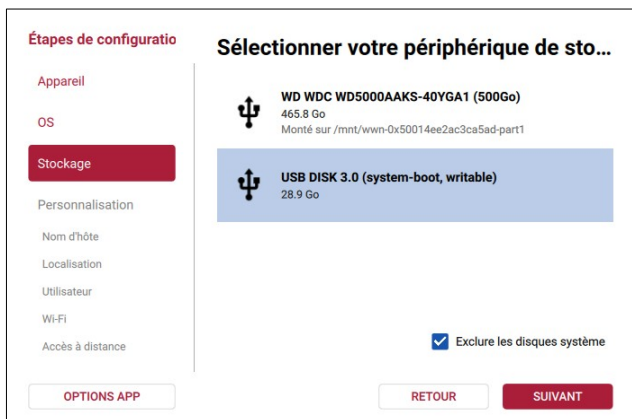 Étapes de configuratio
Appareil
OS
Stockage
Personnalisation
Nom d'hôte
Localisation
Utilisateur
Wi-Fi
Accès à distance
OPTIONS APP
Sélectionner votre périphérique de sto...
WD WDC WD5000AAKS-40YGA1 (500Go)
465.8 Go
Monté sur /mnt/wwn-0x50014ee2ac3ca5ad-part1
USB DISK 3.0 (system-boot, writable)
28.9 Go
Exclure les disques système
RETOUR
SUIVANT